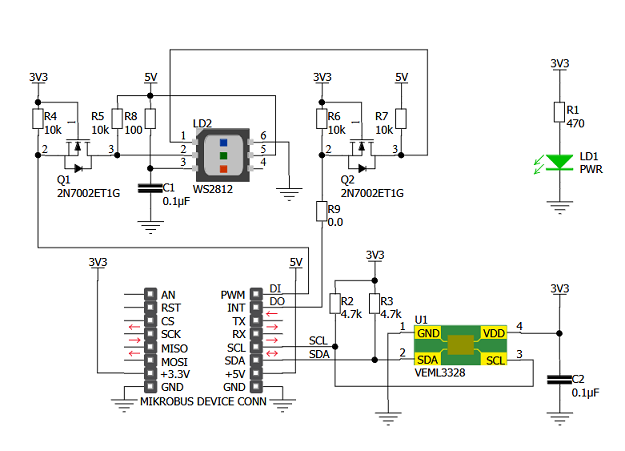 3V3
R4
10k
2
1
3
Q1
2N7002ET1G
R5
10k
R8
100
5V
C1
0.1µF
LD2
1
2
3
6
5
4
WS2812
3V3
R6
10k
2
1
3
Q2
2N7002ET1G
R7
10k
5V
R9
0.0
3V3
R1
470
LD1
PWR
3V3
5V
AN
RST
CS
SCK
MISO
MOSI
+3.3V
GND
PWM
INT
TX
RX
SCL
SDA
+5V
GND
MIKROBUS DEVICE CONN
DI
DO
SCL
SDA
3V3
R2
4.7k
R3
4.7k
U1
1
GND
VDD
4
2
SDA
SCL
3
VEML3328
3V3
C2
0.1µF